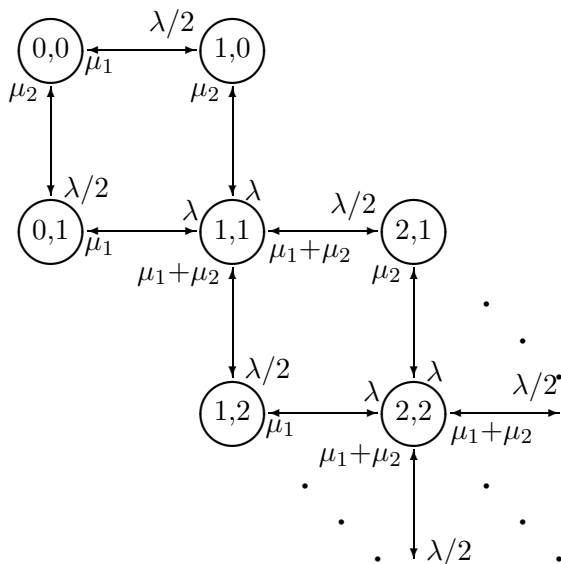 λ/2
0,0 1,0
μ₁
μ₂ μ₂
λ/2 λ
λ λ/2
0,1 1,1 2,1
μ₁ μ₁+μ₂
μ₁+μ₂ μ₂
λ/2 λ
λ λ/2
1,2 2,2
μ₁ μ₁+μ₂
μ₁+μ₂
λ/2